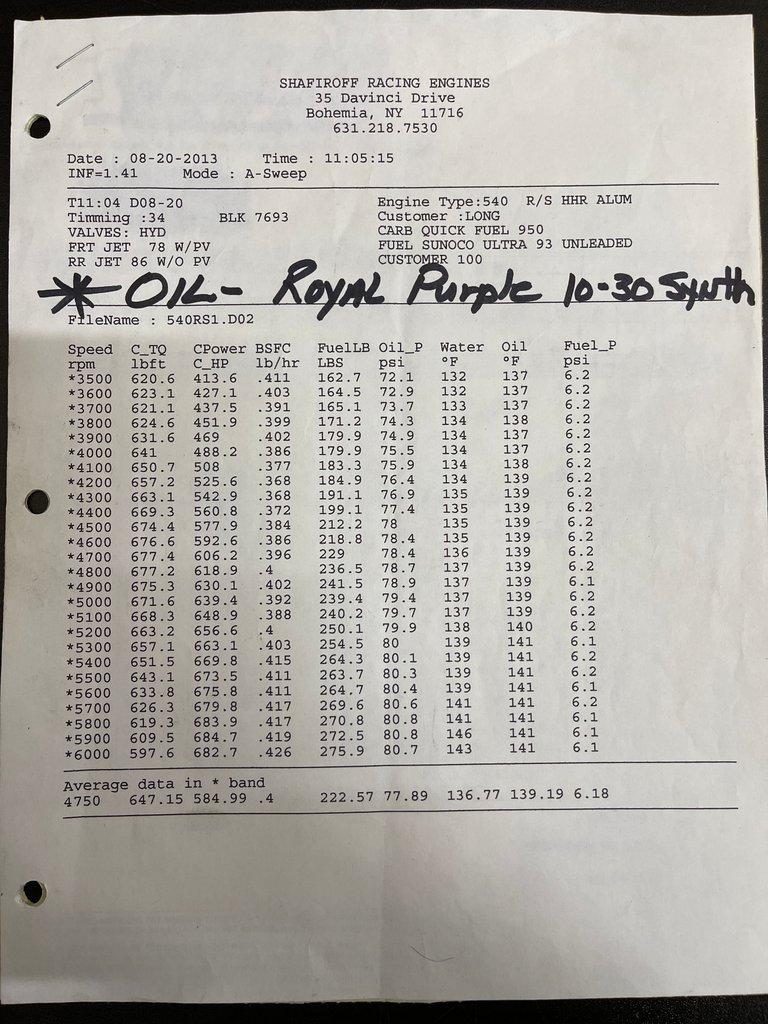 SHAFIROFF RACING ENGINES
35 Davinci Drive
Bohemia, NY 11716
631.218.7530
Date : 08-20-2013 Time : 11:05:15
INF=1.41 Mode : A-Sweep
T11:04 D08-20 Engine Type:540 R/S HHR ALUM
Timming :34 BLK 7693 Customer :LONG
VALVES: HYD CARB QUICK FUEL 950
FRT JET 78 W/PV FUEL SUNOCO ULTRA 93 UNLEADED
RR JET 86 W/O PV CUSTOMER 100
* OIL- ROYAL Purple 10-30 Synth
FileName : 540RS1.D02
Speed C_TQ CPower BSFC FuelLB Oil_P Water Oil Fuel_P
rpm lbft C_HP lb/hr LBS psi °F °F psi
*3500 620.6 413.6 .411 162.7 72.1 132 137 6.2
*3600 623.1 427.1 .403 164.5 72.9 132 137 6.2
*3700 621.1 437.5 .391 165.1 73.7 133 137 6.2
*3800 624.6 451.9 .399 171.2 74.3 134 138 6.2
*3900 631.6 469 .402 179.9 74.9 134 137 6.2
*4000 641 488.2 .386 179.9 75.5 134 137 6.2
*4100 650.7 508 .377 183.3 75.9 134 138 6.2
*4200 657.2 525.6 .368 184.9 76.4 134 139 6.2
*4300 663.1 542.9 .368 191.1 76.9 135 139 6.2
*4400 669.3 560.8 .372 199.1 77.4 135 139 6.2
*4500 674.4 577.9 .384 212.2 78 135 139 6.2
*4600 676.6 592.6 .386 218.8 78.4 135 139 6.2
*4700 677.4 606.2 .396 229 78.4 136 139 6.2
*4800 677.2 618.9 .4 236.5 78.7 137 139 6.2
*4900 675.3 630.1 .402 241.5 78.9 137 139 6.1
*5000 671.6 639.4 .392 239.4 79.4 137 139 6.2
*5100 668.3 648.9 .388 240.2 79.7 137 139 6.2
*5200 663.2 656.6 .4 250.1 79.9 138 140 6.2
*5300 657.1 663.1 .403 254.5 80 139 141 6.1
*5400 651.5 669.8 .415 264.3 80.1 139 141 6.2
*5500 643.1 673.5 .411 263.7 80.3 139 141 6.2
*5600 633.8 675.8 .411 264.7 80.4 139 141 6.1
*5700 626.3 679.8 .417 269.6 80.6 141 141 6.2
*5800 619.3 683.9 .417 270.8 80.8 141 141 6.1
*5900 609.5 684.7 .419 272.5 80.8 146 141 6.1
*6000 597.6 682.7 .426 275.9 80.7 143 141 6.1
Average data in * band
4750 647.15 584.99 .4 222.57 77.89 136.77 139.19 6.18